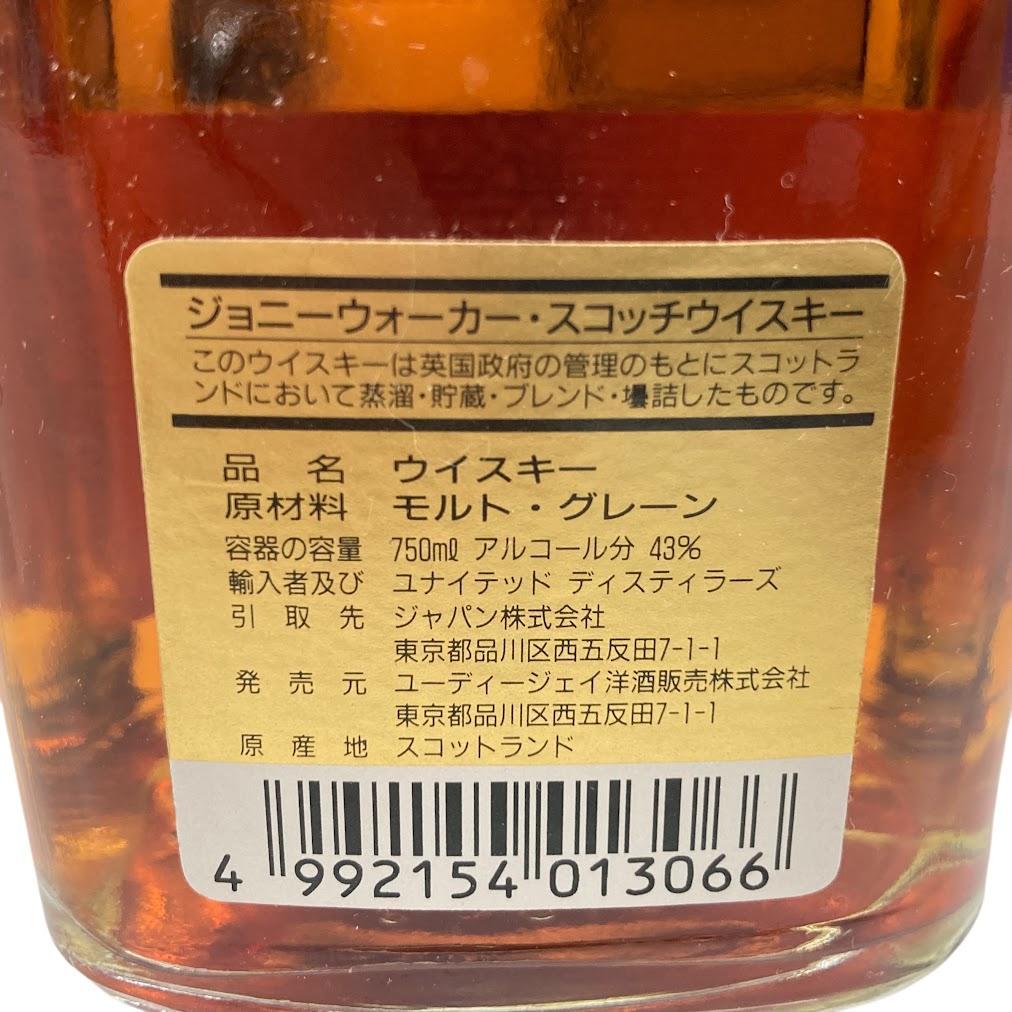 ジョニーウォーカー・スコッチウイスキー
このウイスキーは英国政府の管理のもとにスコットラ
ンドにおいて蒸溜・貯蔵・ブレンド・壜詰したものです。
品名 ウイスキー
原材料 モルト・グレーン
容器の容量 750mℓ アルコール分 43%
輸入者及び ユナイテッド ディスティラーズ
引取先 ジャパン株式会社
東京都品川区西五反田7-1-1
発売元 ユーディージェイ洋酒販売株式会社
東京都品川区西五反田7-1-1
原産地 スコットランド
4 992154 013066